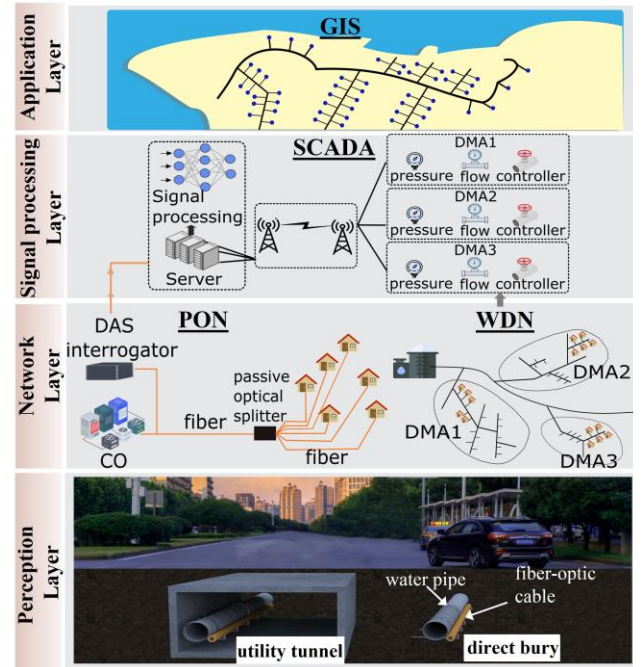 Application
Layer
GIS
Signal processing
Layer
SCADA
Signal
processing
Server
DMA1
pressure flow controller
DMA2
pressure flow controller
DMA3
pressure flow controller
Network
Layer
PON
WDN
DAS
interrogator
CO
fiber
passive
optical
splitter
fiber
DMA1
DMA2
DMA3
Perception
Layer
water pipe
fiber-optic
cable
utility tunnel
direct bury